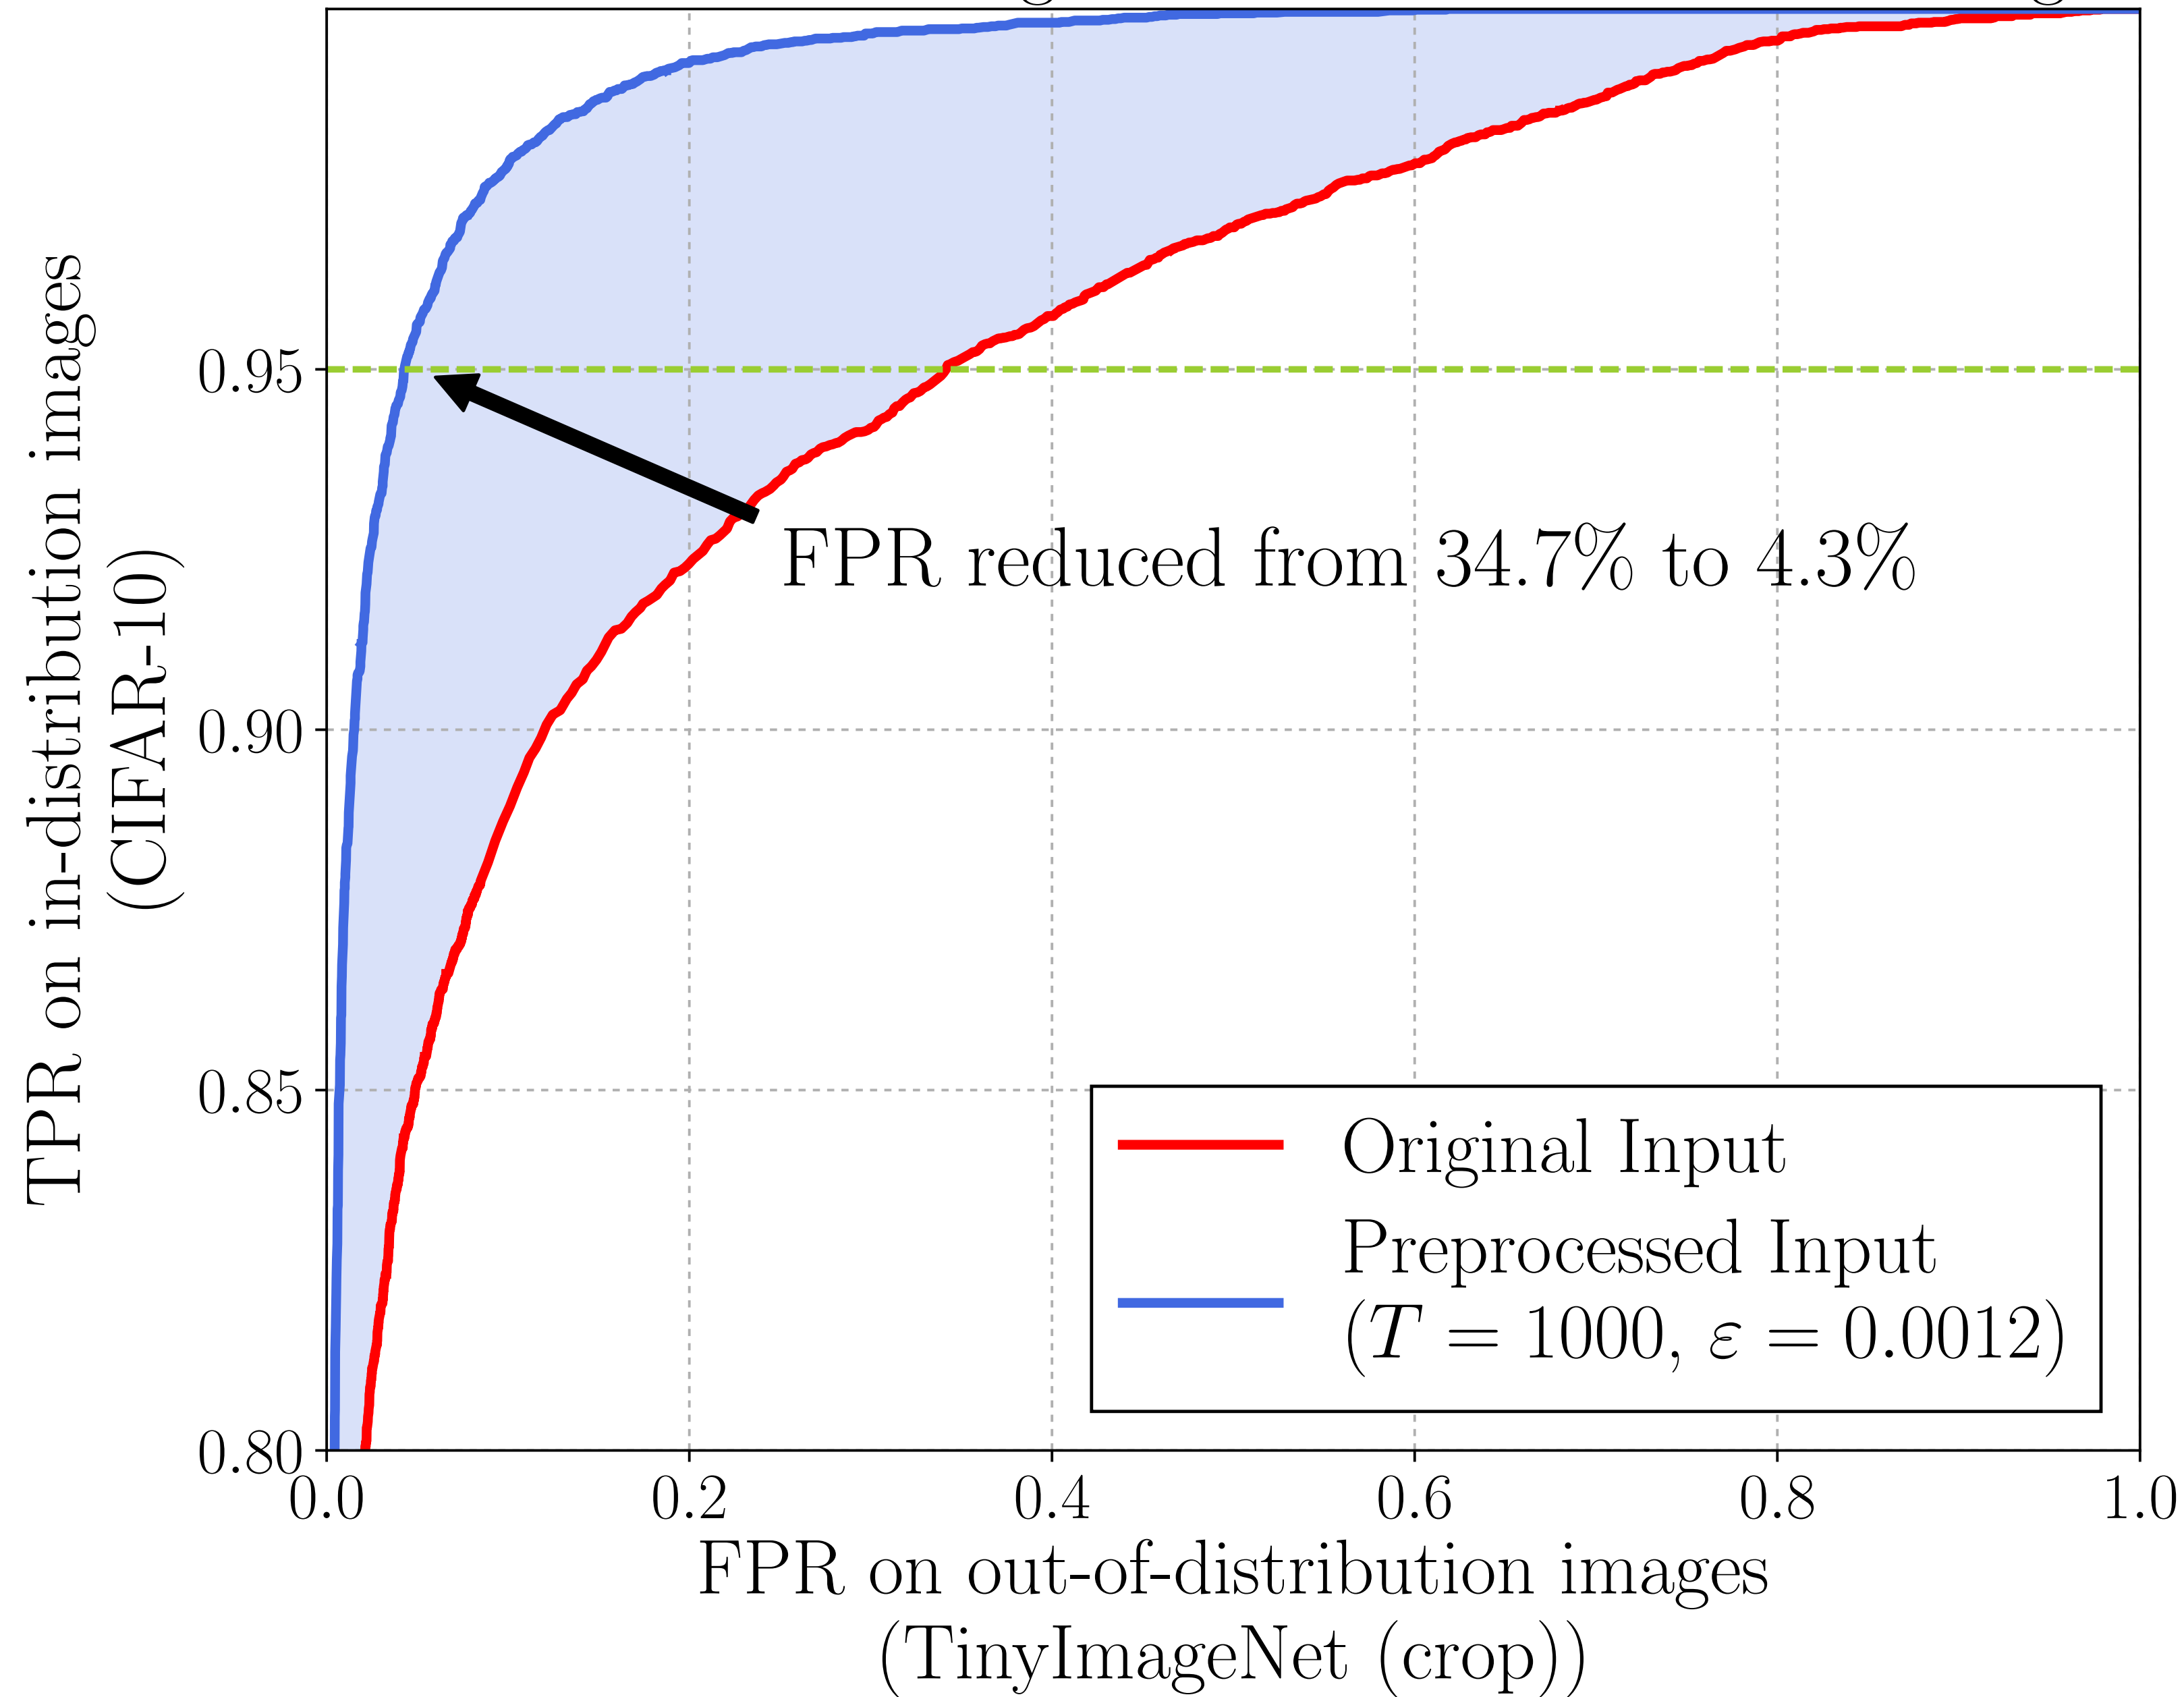 TPR on in-distribution images
(CIFAR-10)
0.95
0.90
0.85
0.80
FPR reduced from 34.7% to 4.3%
Original Input
Preprocessed Input
(T = 1000, ε = 0.0012)
0.0 0.2 0.4 0.6 0.8 1.0
FPR on out-of-distribution images
(TinyImageNet (crop))